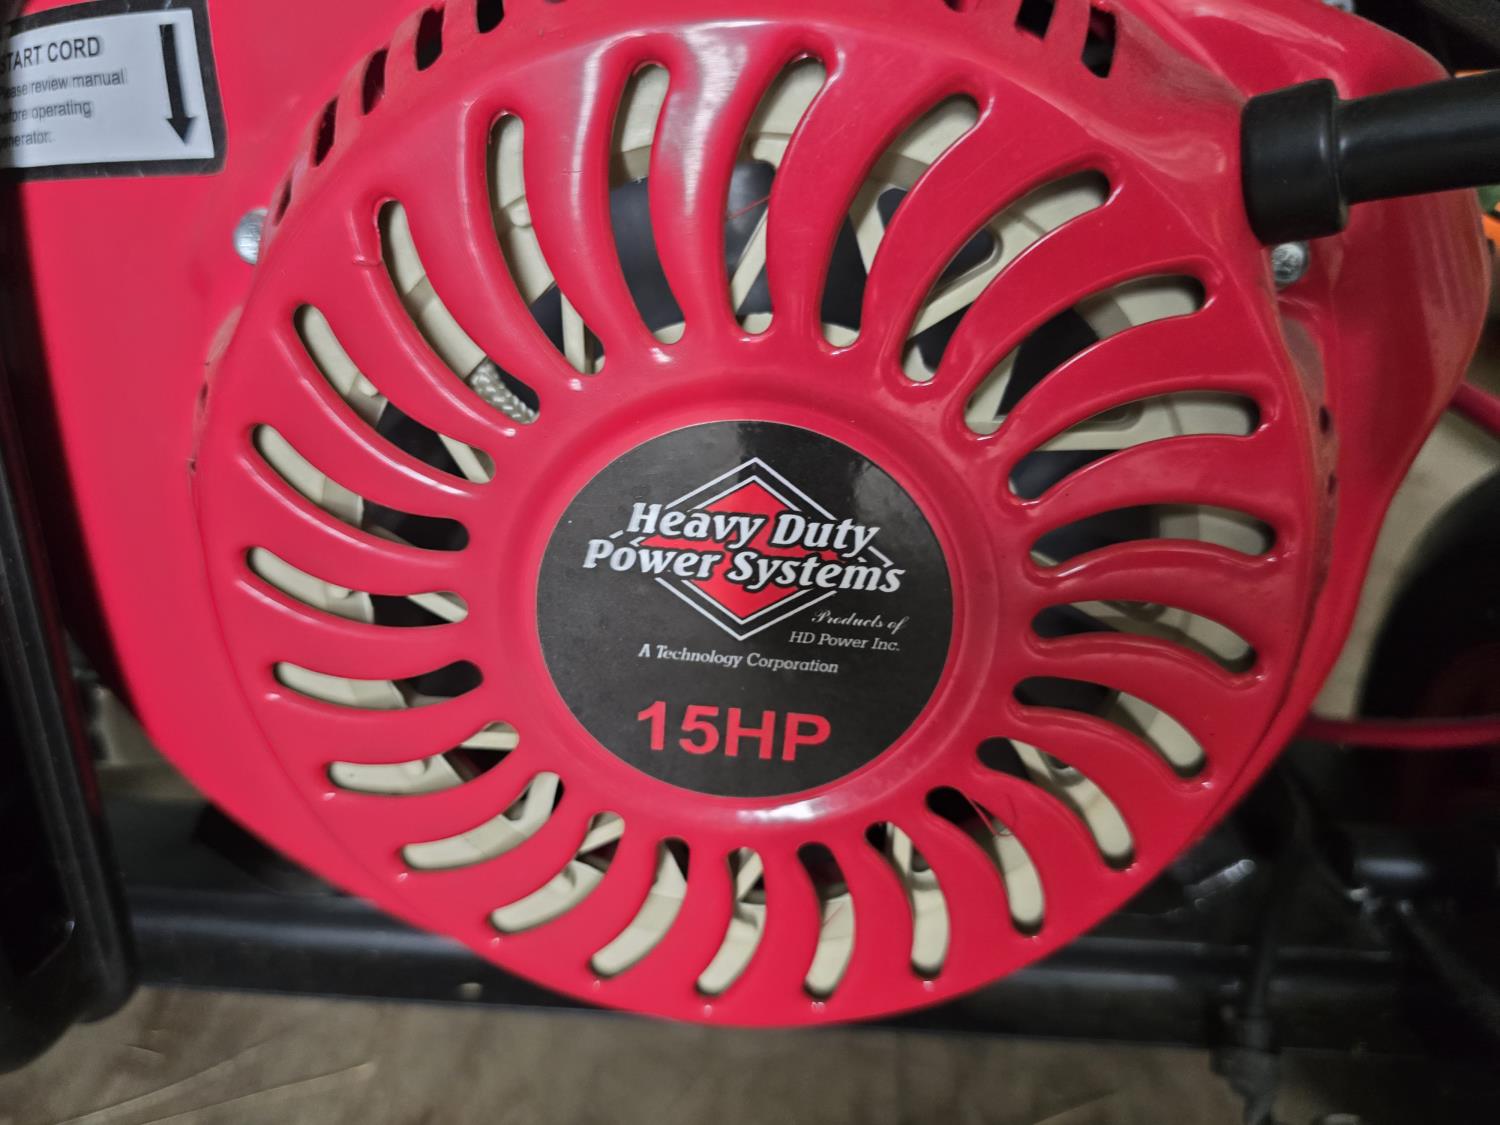 START CORD
Please review manual
before operating
generator.
Heavy Duty
Power Systems
Products of
HD Power Inc.
A Technology Corporation
15HP